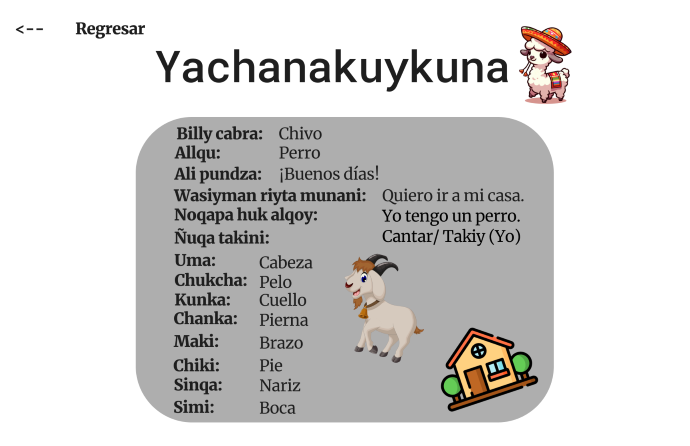 <-- Regresar
Yachanakuykuna
Billy cabra: Chivo
Allqu: Perro
Ali pundza: ¡Buenos días!
Wasiyman riyta munani: Quiero ir a mi casa.
Noqapa huk alqoy: Yo tengo un perro.
Ñuqa takini: Cantar/ Takiy (Yo)
Uma: Cabeza
Chukcha: Pelo
Kunka: Cuello
Chanka: Pierna
Maki: Brazo
Chiki: Pie
Sinqa: Nariz
Simi: Boca